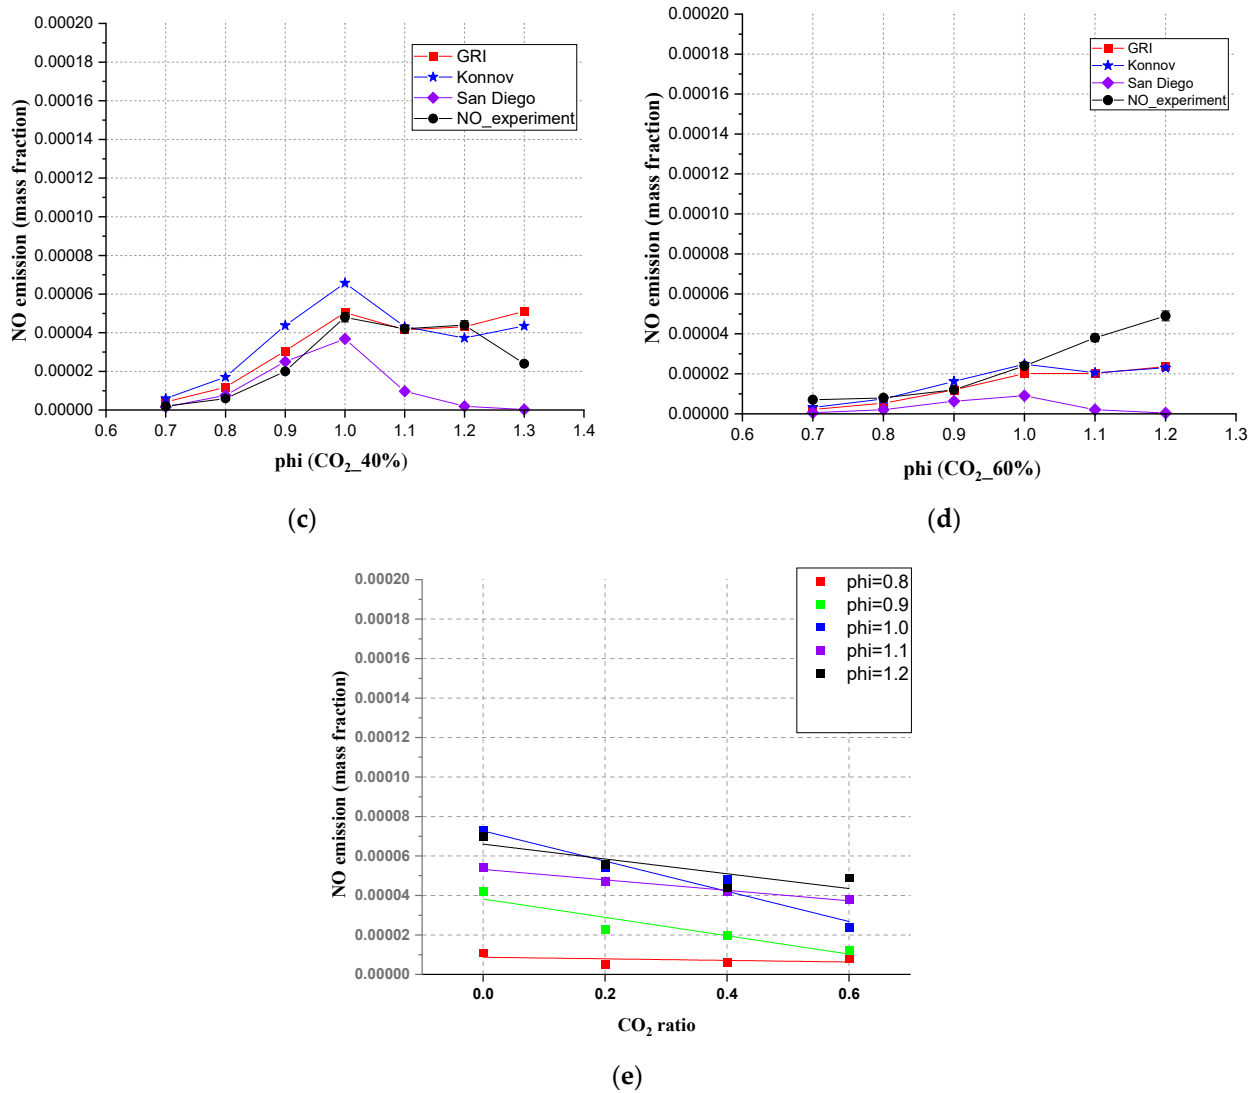 0.00020
0.00018
0.00016
0.00014
0.00012
0.00010
0.00008
0.00006
0.00004
0.00002
0.00000
NO emission (mass fraction)
GRI
Konnov
San Diego
NO_experiment
0.6 0.7 0.8 0.9 1.0 1.1 1.2 1.3 1.4
phi (CO₂_40%)
(c)
0.00020
0.00018
0.00016
0.00014
0.00012
0.00010
0.00008
0.00006
0.00004
0.00002
0.00000
NO emission (mass fraction)
GRI
Konnov
San Diego
NO_experiment
0.6 0.7 0.8 0.9 1.0 1.1 1.2 1.3
phi (CO₂_60%)
(d)
0.00020
0.00018
0.00016
0.00014
0.00012
0.00010
0.00008
0.00006
0.00004
0.00002
0.00000
NO emission (mass fraction)
phi=0.8
phi=0.9
phi=1.0
phi=1.1
phi=1.2
0.0 0.2 0.4 0.6
CO₂ ratio
(e)